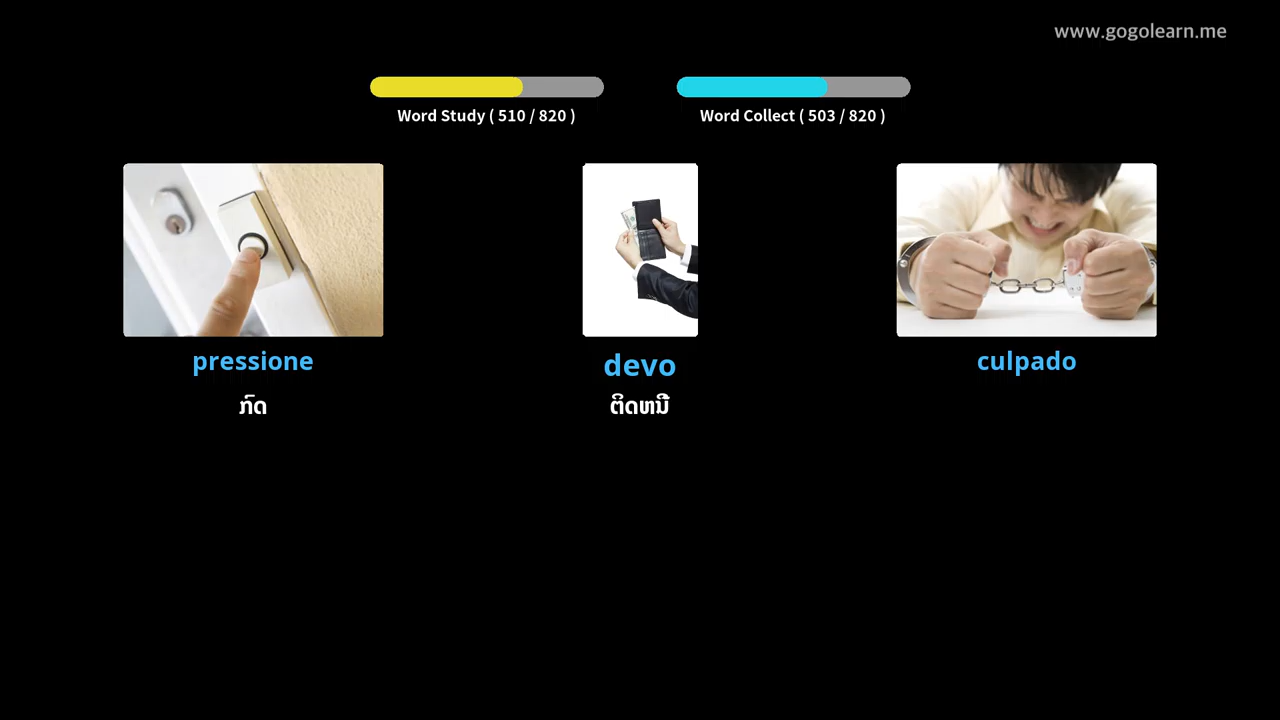 www.gogolearn.me
Word Study ( 510 / 820 )
Word Collect ( 503 / 820 )
pressione
devo
culpado
ກົດ
ຕິດຫນີ້